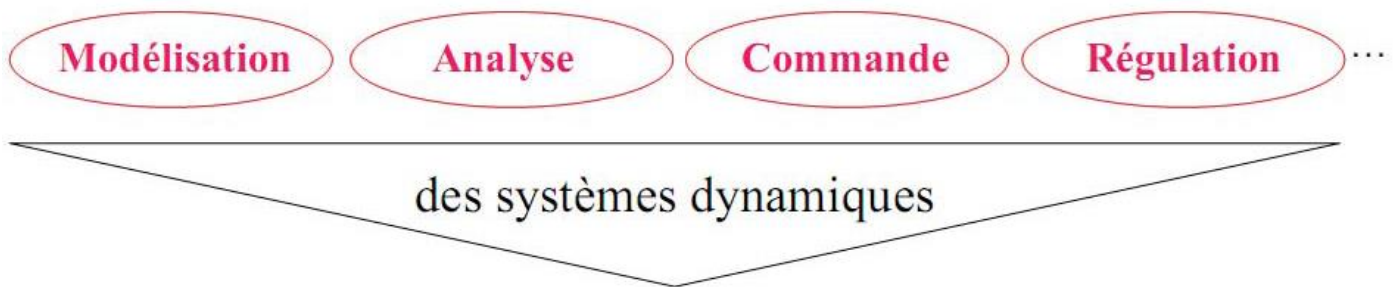 Modélisation Analyse Commande Régulation ...
des systèmes dynamiques